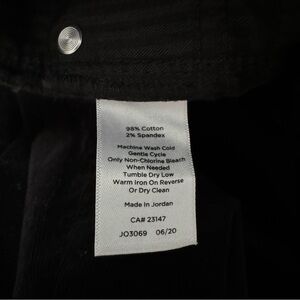 98% Cotton
2% Spandex
Machine Wash Cold
Gentle Cycle
Only Non-Chlorine Bleach
When Needed
Tumble Dry Low
Warm Iron On Reverse
Or Dry Clean
Made in Jordan
CA# 23147
JO3069 06/20